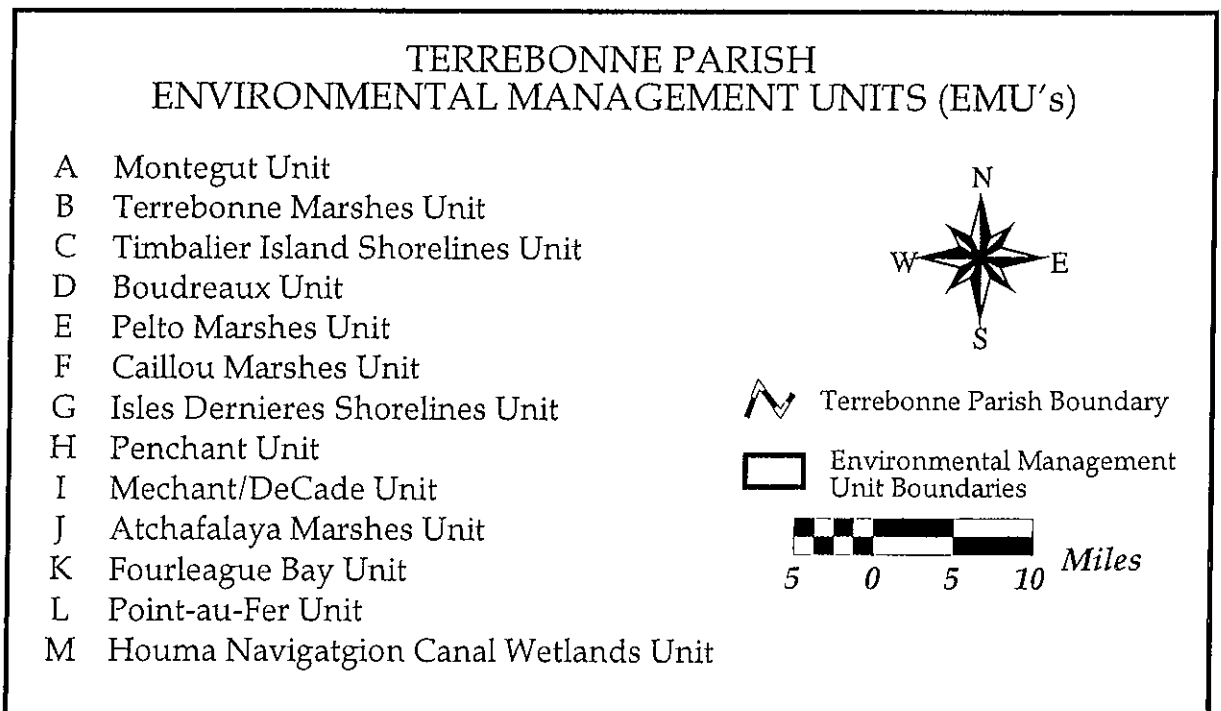 TERREBONNE PARISH
ENVIRONMENTAL MANAGEMENT UNITS (EMU's)
A Montegut Unit
B Terrebonne Marshes Unit
C Timbalier Island Shorelines Unit
D Boudreaux Unit
E Pelto Marshes Unit
F Caillou Marshes Unit
G Isles Dernieres Shorelines Unit
H Penchant Unit
I Mechant/DeCade Unit
J Atchafalaya Marshes Unit
K Fourleague Bay Unit
L Point-au-Fer Unit
M Houma Navigatgion Canal Wetlands Unit
N
W E
S
Terrebonne Parish Boundary
Environmental Management
Unit Boundaries
5 0 5 10 Miles